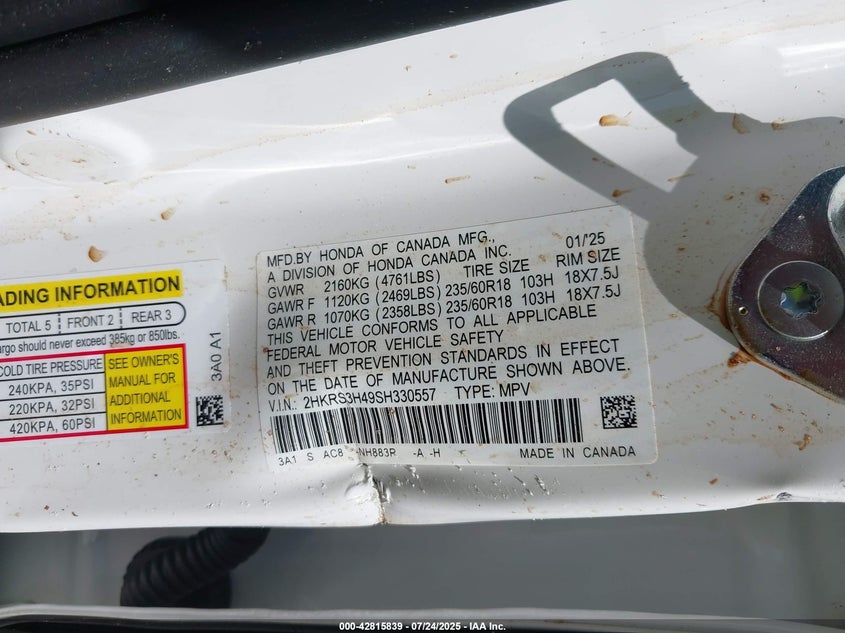 ADING INFORMATION
TOTAL 5 FRONT 2 REAR 3
argo should never exceed 385kg or 850lbs.
COLD TIRE PRESSURE
240KPA, 35PSI
220KPA, 32PSI
420KPA, 60PSI
SEE OWNER'S
MANUAL FOR
ADDITIONAL
INFORMATION
3A0 A1
MFD.BY HONDA OF CANADA MFG., 01/'25
A DIVISION OF HONDA CANADA INC. TIRE SIZE RIM SIZE
GVWR 2160KG (4761LBS)
GAWR F 1120KG (2469LBS) 235/60R18 103H 18X7.5J
GAWR R 1070KG (2358LBS) 235/60R18 103H 18X7.5J
THIS VEHICLE CONFORMS TO ALL APPLICABLE
FEDERAL MOTOR VEHICLE SAFETY
AND THEFT PREVENTION STANDARDS IN EFFECT
ON THE DATE OF MANUFACTURE SHOWN ABOVE.
V.I.N.: 2HKRS3H49SH330557 TYPE: MPV
3A1 S AC8 NH883P -A -H MADE IN CANADA
000-42815839 - 07/24/2025 - IAA Inc.